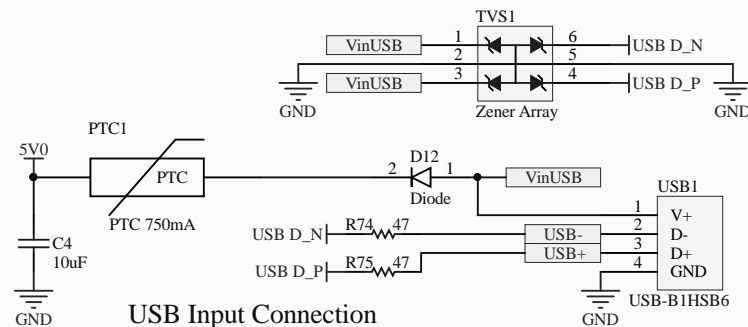 TVS1
VinUSB 1 6 USB D_N
2 5
VinUSB 3 4 USB D_P
GND Zener Array GND
PTC1
5V0 D12
PTC 2 1 VinUSB
USB1
PTC 750mA Diode
1 V+
USB D_N R74 47 USB- 2 D-
C4 USB+ 3 D+
10uF USB D_P R75 47 4 GND
USB-B1HSB6
GND USB Input Connection GND